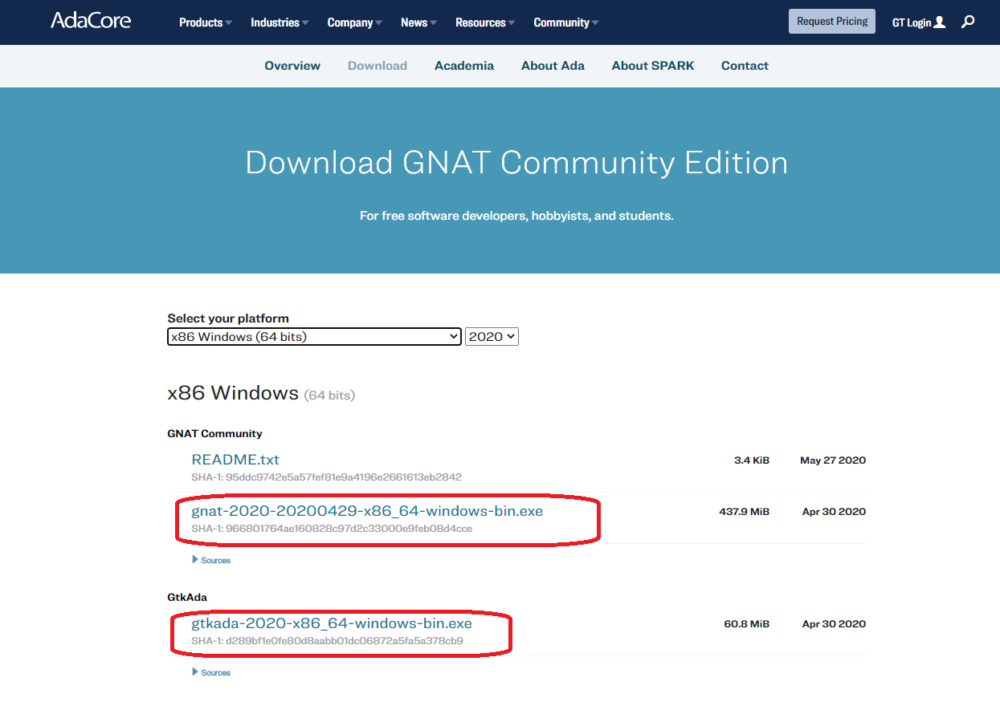 AdaCore Products Industries Company News Resources Community Request Pricing GT Login
Overview Download Academia About Ada About SPARK Contact
Download GNAT Community Edition
For free software developers, hobbyists, and students.
Select your platform
x86 Windows (64 bits) 2020
x86 Windows (64 bits)
GNAT Community
README.txt 3.4 KiB May 27 2020
SHA-1: 95ddc9742e5a57fef81e9a4196e2661613eb2842
gnat-2020-20200429-x86_64-windows-bin.exe 437.9 MiB Apr 30 2020
SHA-1: 966801764ae160828c97d2c33000e9feb08d4cce
Sources
GtkAda
gtkada-2020-x86_64-windows-bin.exe 60.8 MiB Apr 30 2020
SHA-1: d289bf1e0fe80d8aabb01dc06872a5fa5a378cb9
Sources